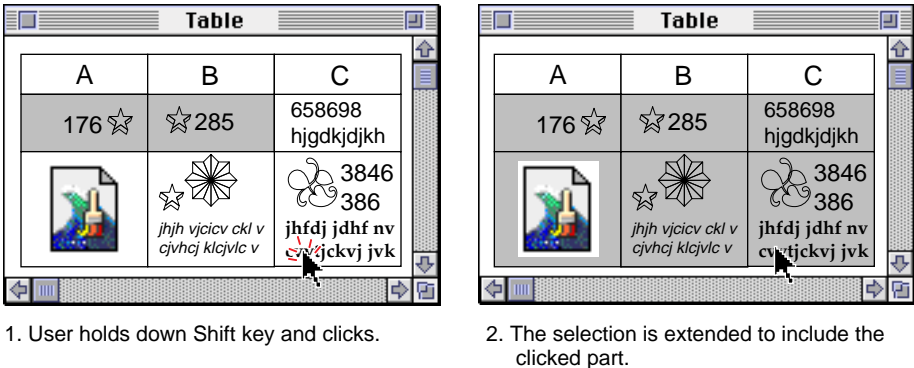 Table
A B C
176 285 658698
hjgdkjdjkh
3846
386
jhjh vjcicv ckl v jhfdj jdhf nv
cjvhcj klcjvlc v jvk
1. User holds down Shift key and clicks.
Table
A B C
176 285 658698
hjgdkjdjkh
3846
386
jhjh vjcicv ckl v jhfdj jdhf nv
cjvhcj klcjvlc v jvk
2. The selection is extended to include the
clicked part.